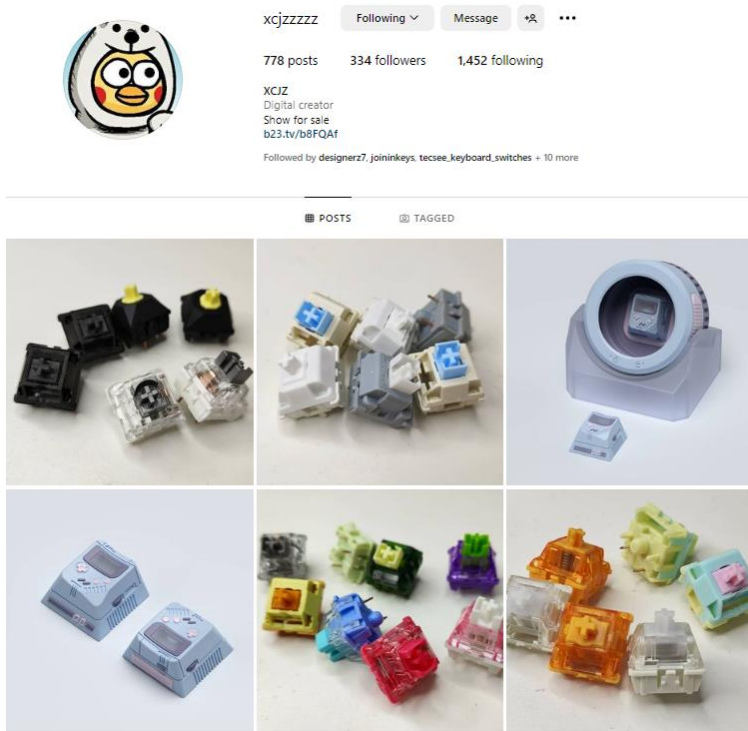 xcjzzzzz Following Message
778 posts 334 followers 1,452 following
XCJZ
Digital creator
Show for sale
b23.tv/b8FQAf
Followed by designerz7, joininkeys, tecsee_keyboard_switches + 10 more
POSTS TAGGED